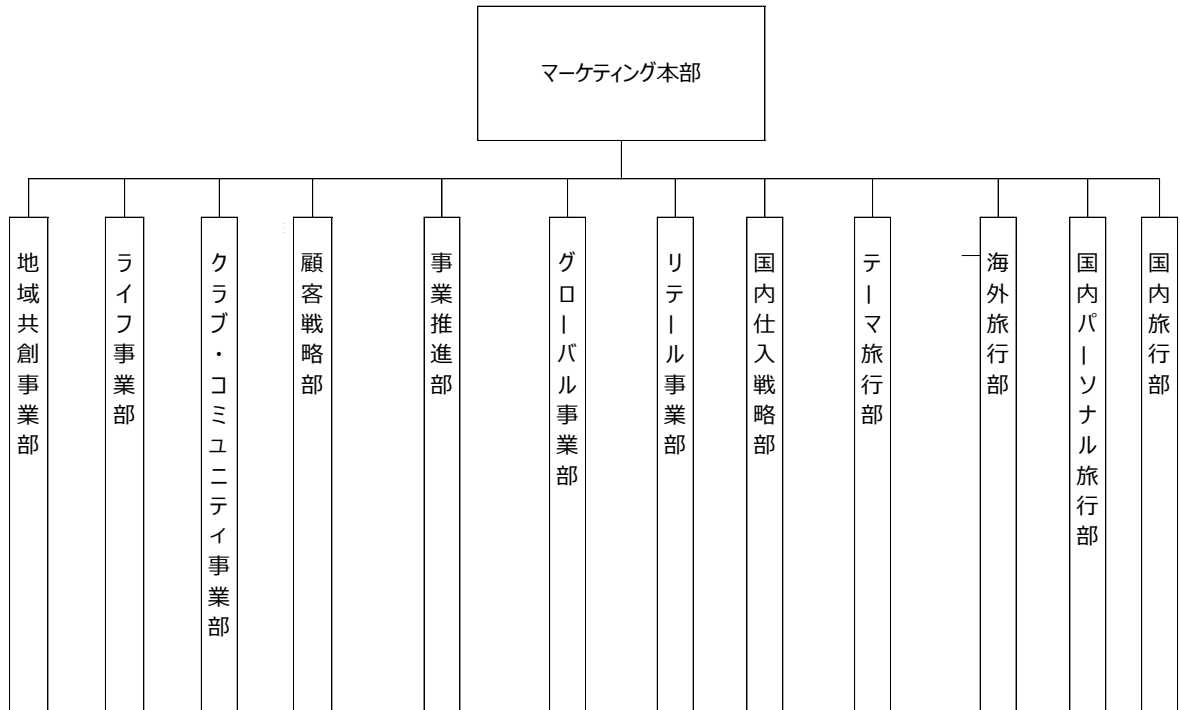 マーケティング本部
地域共創事業部
ライフ事業部
クラブ・コミュニティ事業部
顧客戦略部
事業推進部
グローバル事業部
リテール事業部
国内仕入戦略部
テーマ旅行部
海外旅行部
国内パーソナル旅行部
国内旅行部